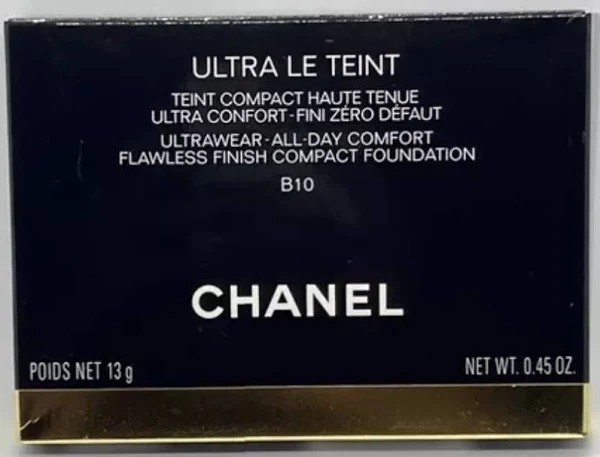 ULTRA LE TEINT
TEINT COMPACT HAUTE TENUE
ULTRA CONFORT-FINI ZÉRO DÉFAUT
ULTRAWEAR-ALL-DAY COMFORT
FLAWLESS FINISH COMPACT FOUNDATION
B10
CHANEL
POIDS NET 13 g
NET WT. 0.45 OZ.